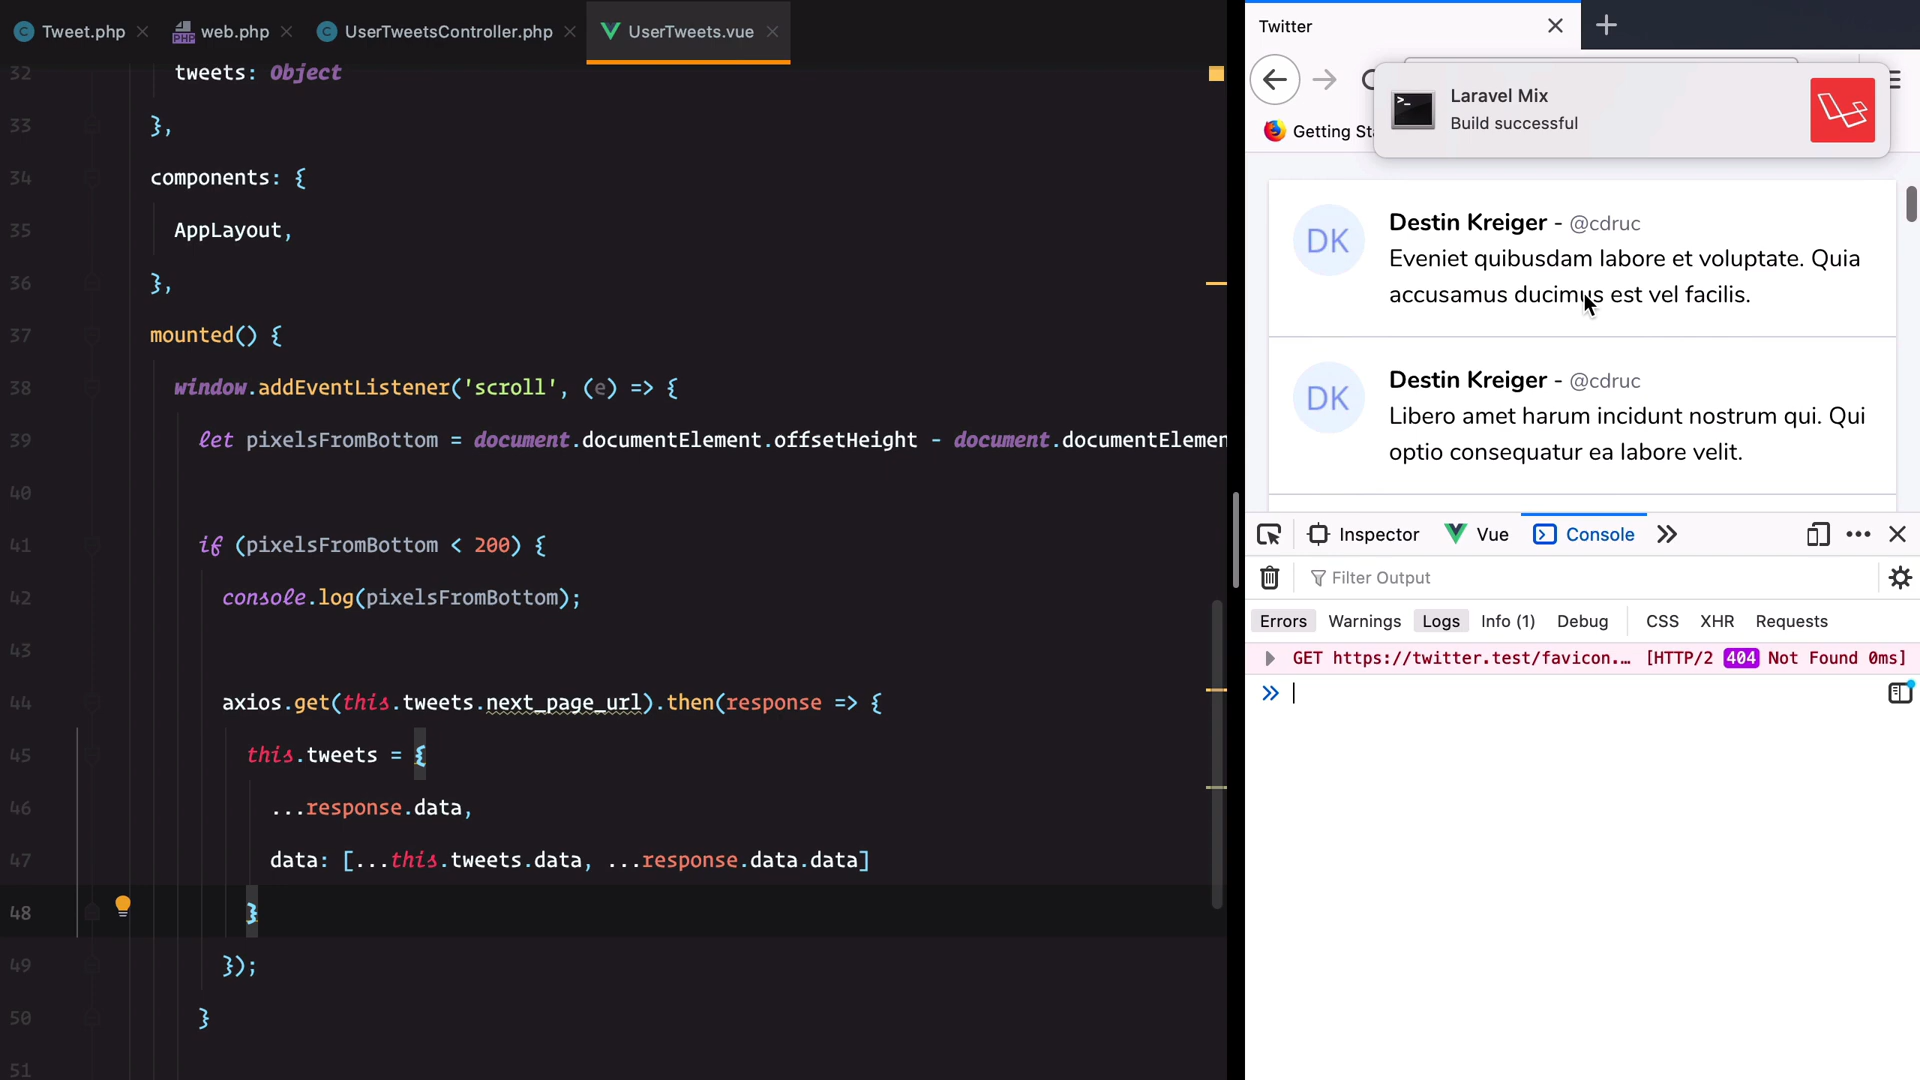 Tweet.php
web.php
UserTweetsController.php
UserTweets.vue
32 tweets: Object
33 },
34 components: {
35 AppLayout,
36 },
37 mounted() {
38 window.addEventListener('scroll', (e) => {
39 let pixelsFromBottom = document.documentElement.offsetHeight - document.documentElemen
40
41 if (pixelsFromBottom < 200) {
42 console.log(pixelsFromBottom);
43
44 axios.get(this.tweets.next_page_url).then(response => {
45 this.tweets = {
46 ...response.data,
47 data: [...this.tweets.data, ...response.data.data]
48 }
49 });
50 }
51
Twitter
Laravel Mix
Build successful
Getting St
DK
Destin Kreiger - @cdruc
Eveniet quibusdam labore et voluptate. Quia
accusamus ducimus est vel facilis.
DK
Destin Kreiger - @cdruc
Libero amet harum incidunt nostrum qui. Qui
optio consequatur ea labore velit.
Inspector Vue Console
Filter Output
Errors Warnings Logs Info (1) Debug CSS XHR Requests
GET https://twitter.test/favicon… [HTTP/2 404 Not Found 0ms]